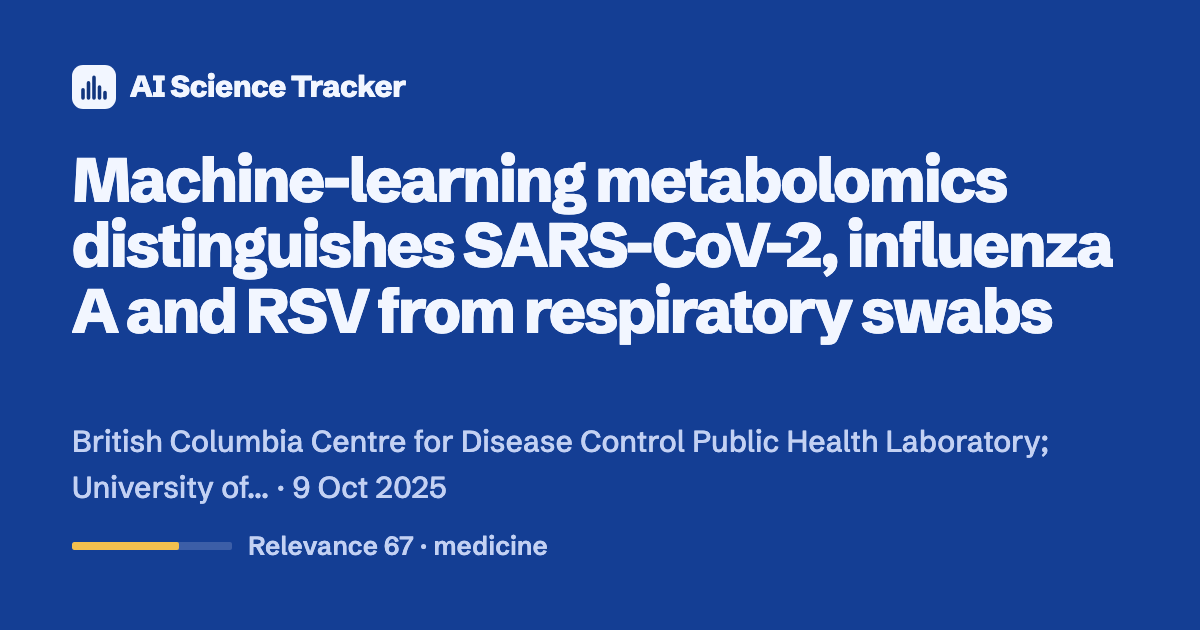 AI Science Tracker
Machine-learning metabolomics
distinguishes SARS-CoV-2, influenza
A and RSV from respiratory swabs
British Columbia Centre for Disease Control Public Health Laboratory;
University of... · 9 Oct 2025
Relevance 67 · medicine